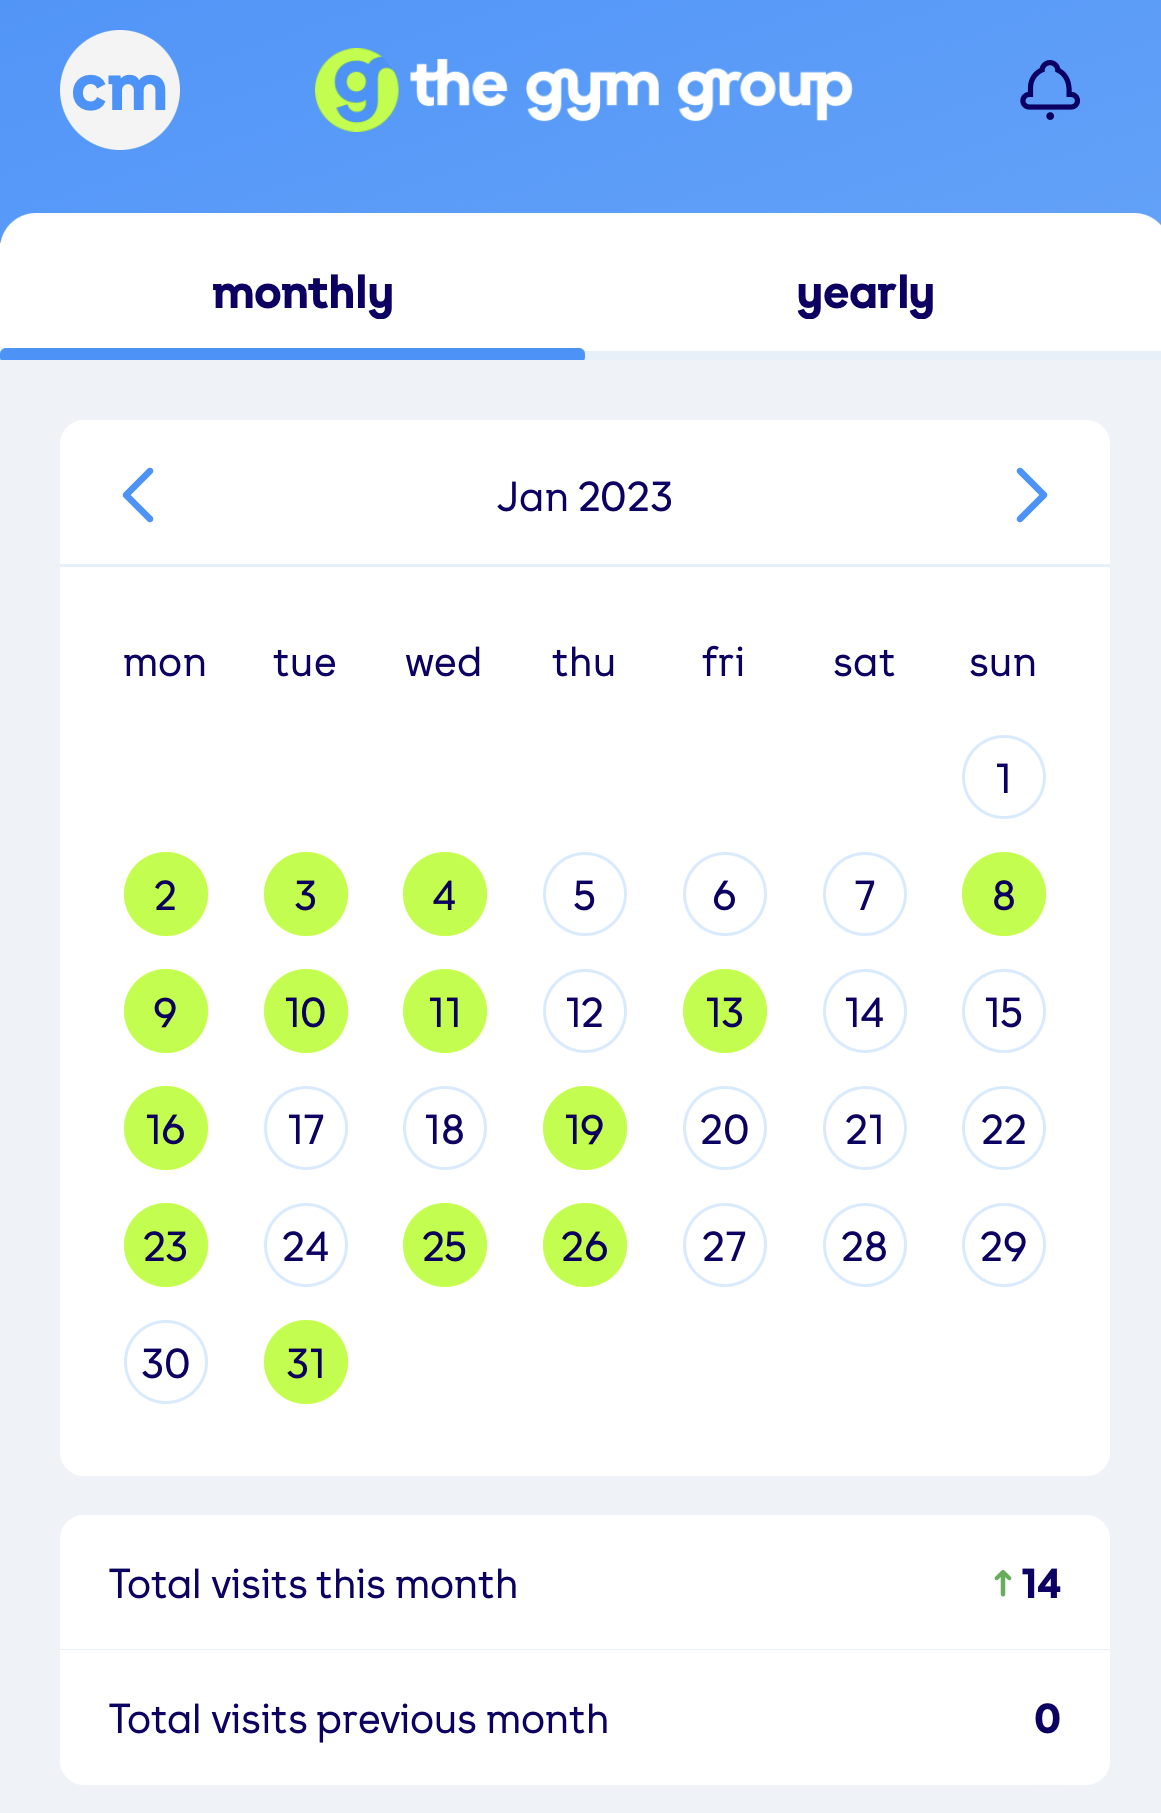 cm
g the gym group
monthly yearly
Jan 2023
mon tue wed thu fri sat sun
1
2 3 4 5 6 7 8
9 10 11 12 13 14 15
16 17 18 19 20 21 22
23 24 25 26 27 28 29
30 31
Total visits this month ↑ 14
Total visits previous month 0